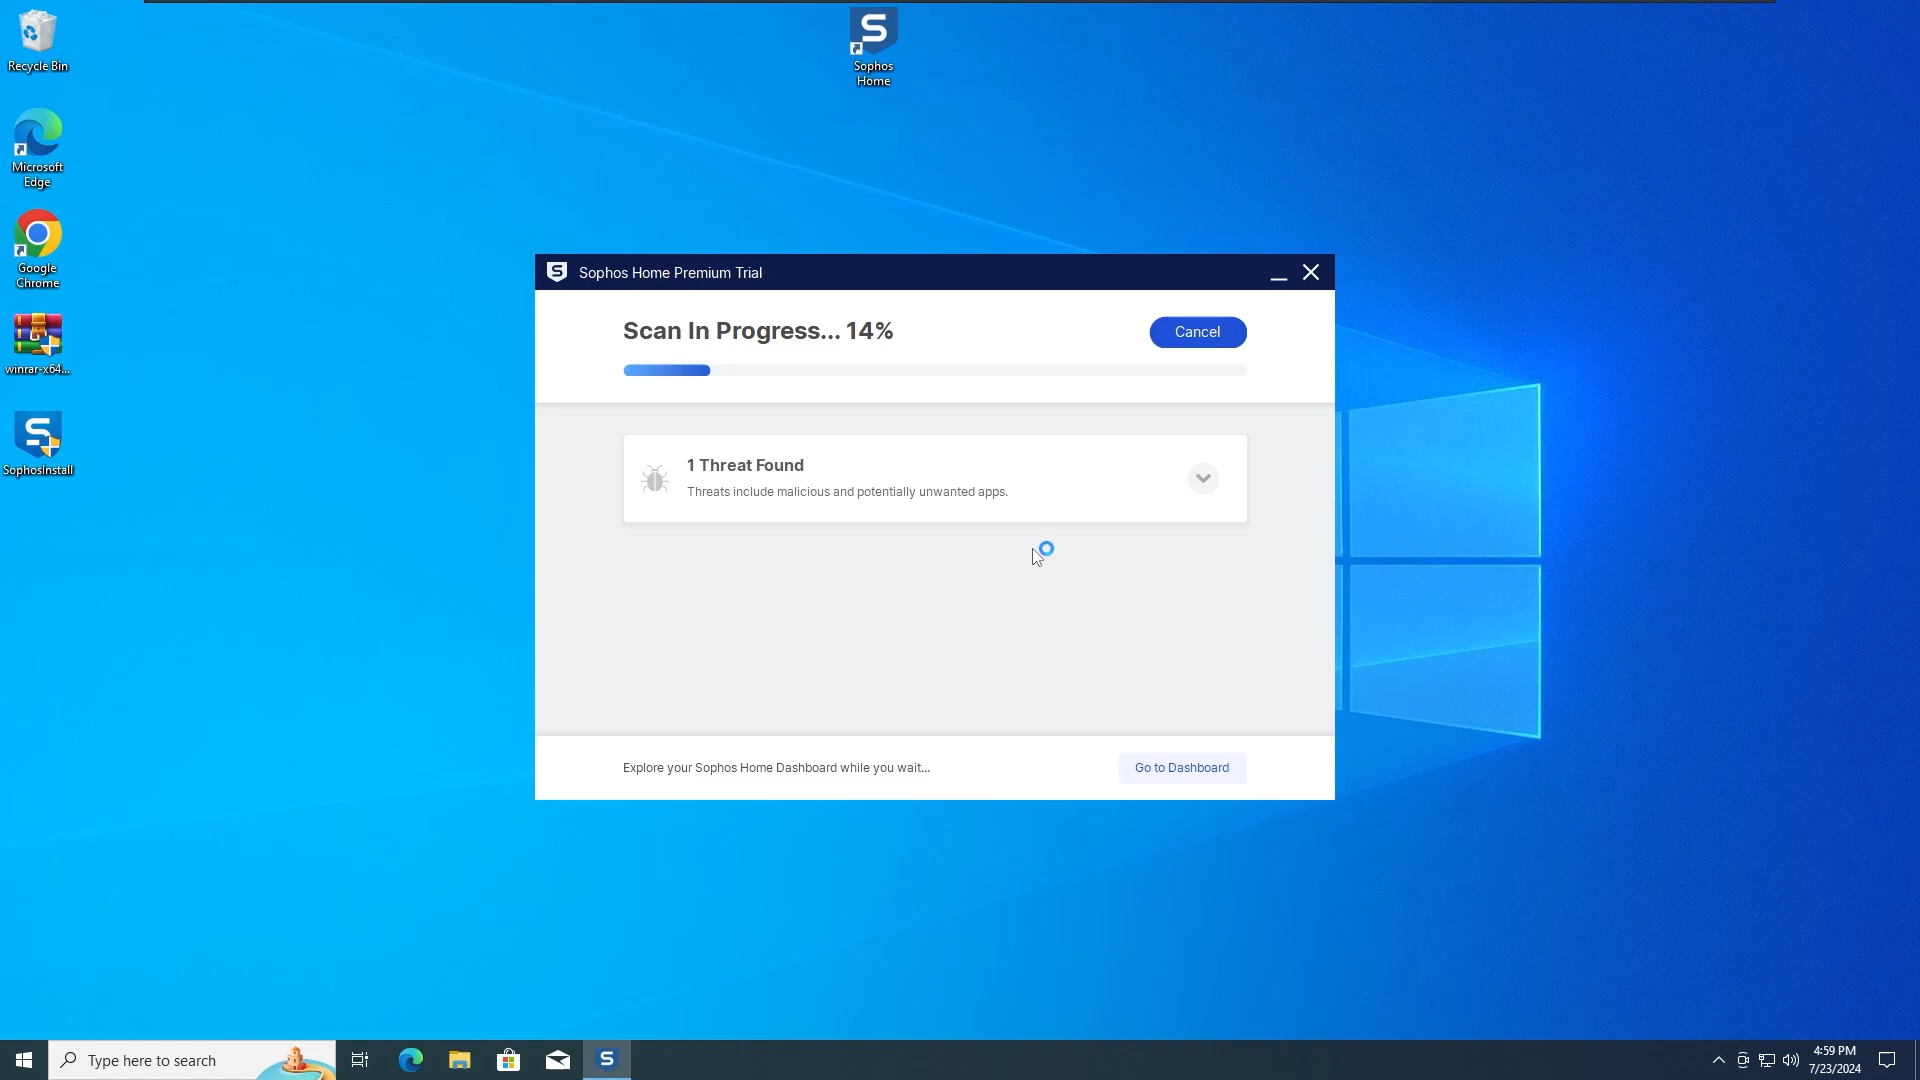 Recycle Bin
Sophos
Home
Microsoft
Edge
Google
Chrome
winrar-x64...
SophosInstall
Sophos Home Premium Trial
Scan In Progress... 14%
Cancel
1 Threat Found
Threats include malicious and potentially unwanted apps.
Explore your Sophos Home Dashboard while you wait...
Go to Dashboard
Type here to search
4:59 PM
7/23/2024